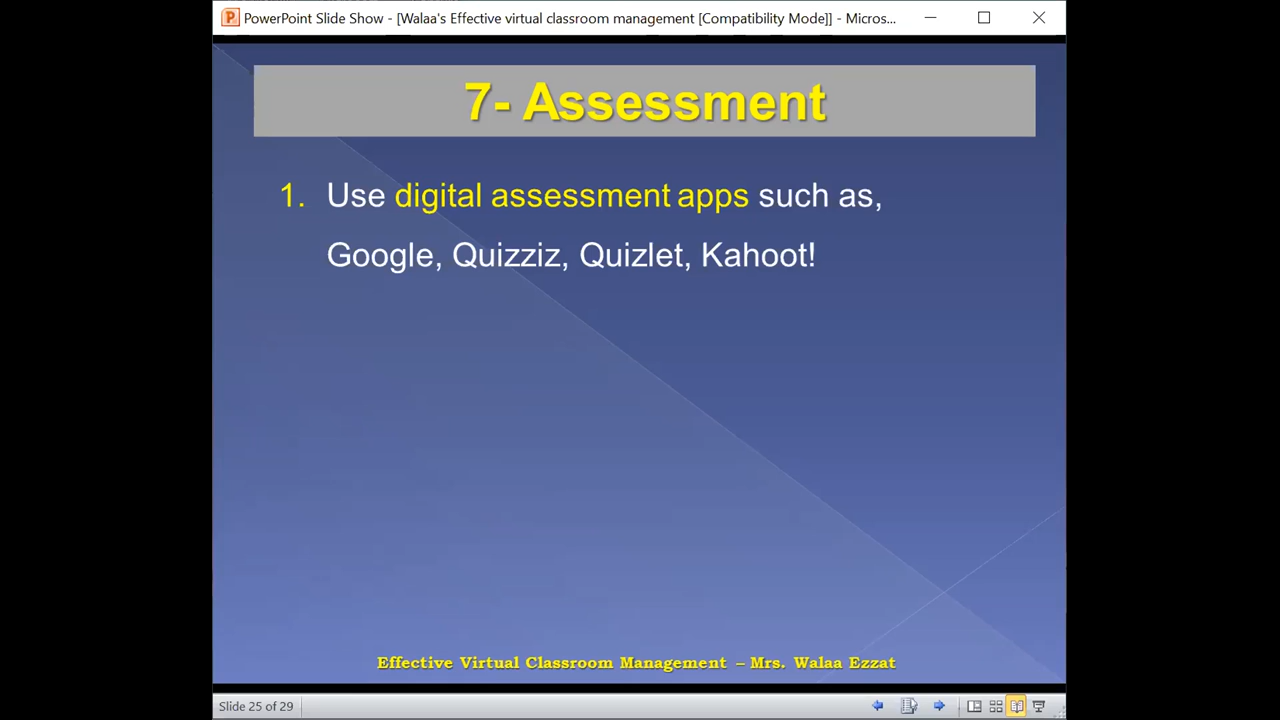 PowerPoint Slide Show - [Walaa's Effective virtual classroom management [Compatibility Mode]] - Micros...
7- Assessment
1. Use digital assessment apps such as,
Google, Quizziz, Quizlet, Kahoot!
Effective Virtual Classroom Management – Mrs. Walaa Ezzat
Slide 25 of 29